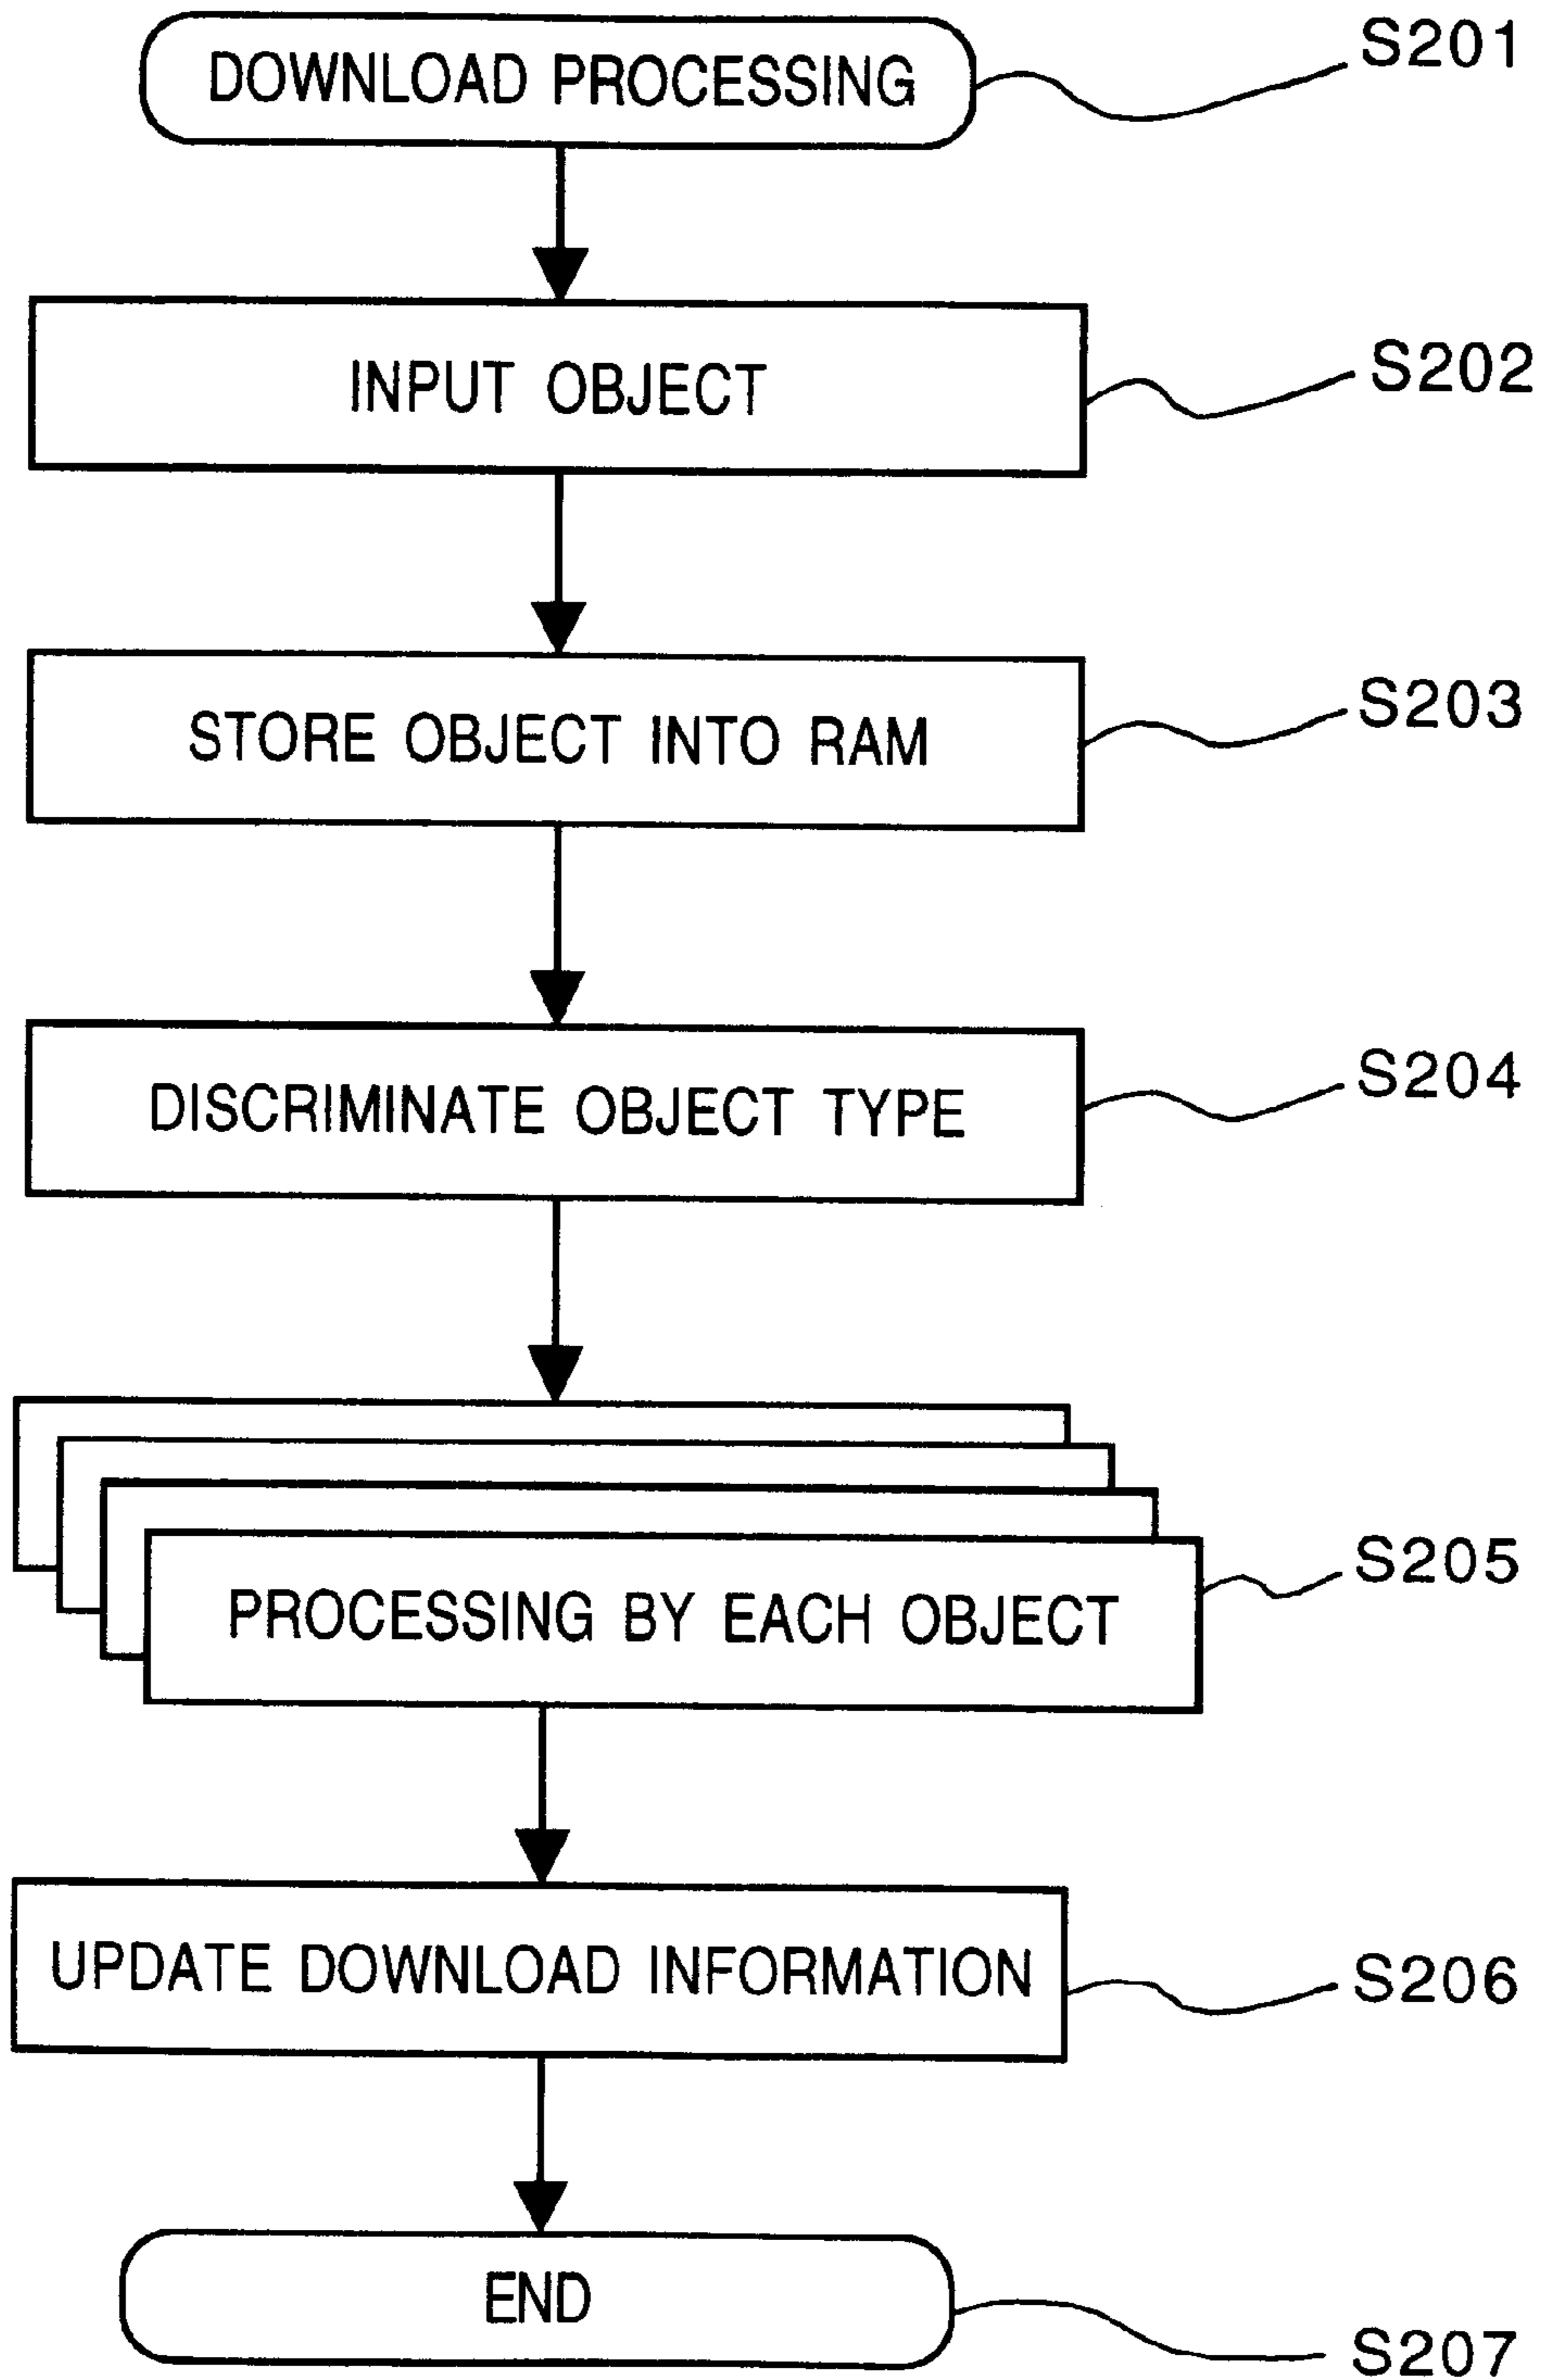 DOWNLOAD PROCESSING
S201
INPUT OBJECT
S202
STORE OBJECT INTO RAM
S203
DISCRIMINATE OBJECT TYPE
S204
PROCESSING BY EACH OBJECT
S205
UPDATE DOWNLOAD INFORMATION
S206
END
S207